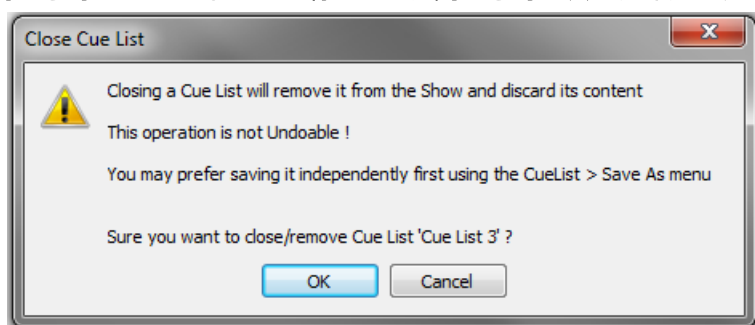 Close Cue List
Closing a Cue List will remove it from the Show and discard its content
This operation is not Undoable !
You may prefer saving it independently first using the CueList > Save As menu
Sure you want to close/remove Cue List 'Cue List 3' ?
OK
Cancel